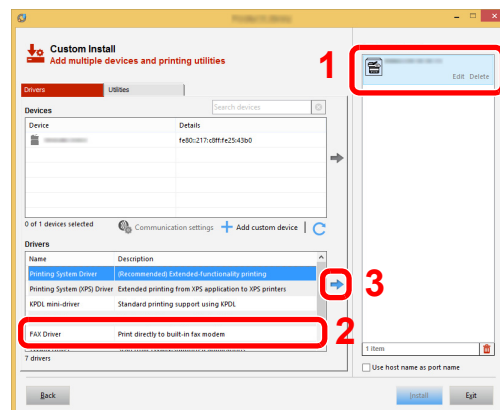 Custom Install
Add multiple devices and printing utilities
1
Edit Delete
Drivers Utilities
Devices
Search devices
Device Details
fe80::217:c8ff:fe25:43b0
0 of 1 devices selected
Communication settings
Add custom device
Drivers
Name Description
Printing System Driver (Recommended) Extended-functionality printing
Printing System (XPS) Driver Extended printing from XPS application to XPS printers
3
KPDL mini-driver Standard printing support using KPDL
FAX Driver Print directly to built-in fax modem
2
7 drivers
1 item
Use host name as port name
Back
Install
Exit